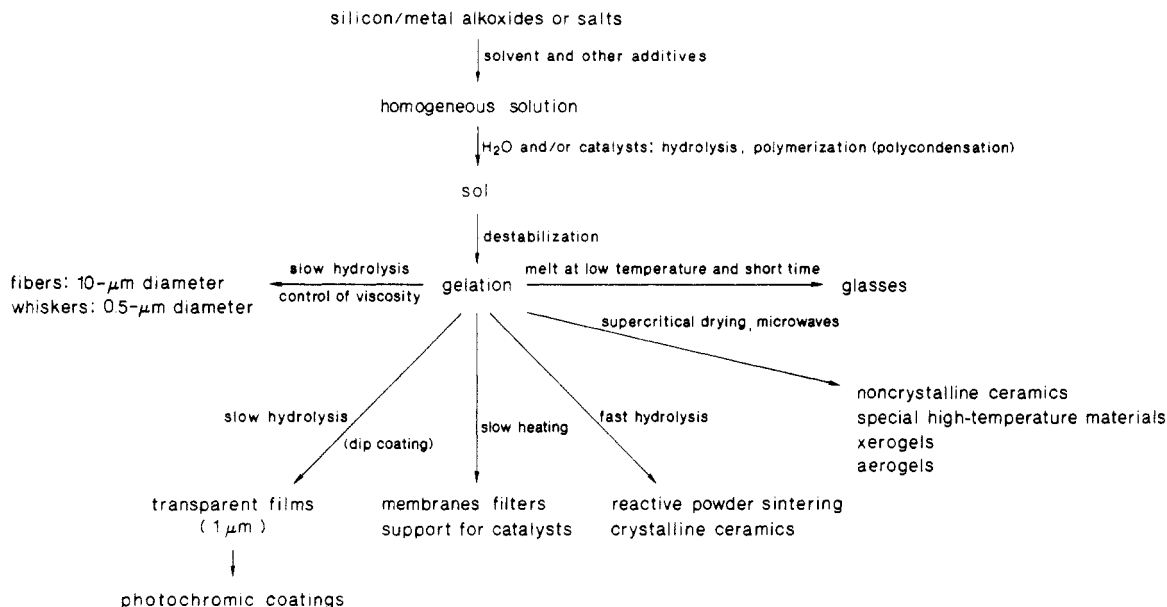 silicon/metal alkoxides or salts
solvent and other additives
homogeneous solution
H₂O and/or catalysts: hydrolysis, polymerization (polycondensation)
sol
destabilization
slow hydrolysis
melt at low temperature and short time
fibers: 10-μm diameter
gelation
glasses
whiskers: 0.5-μm diameter
control of viscosity
supercritical drying, microwaves
noncrystalline ceramics
special high-temperature materials
xerogels
aerogels
slow hydrolysis
(dip coating)
slow heating
fast hydrolysis
transparent films
(1 μm)
membranes filters
support for catalysts
reactive powder sintering
crystalline ceramics
photochromic coatings